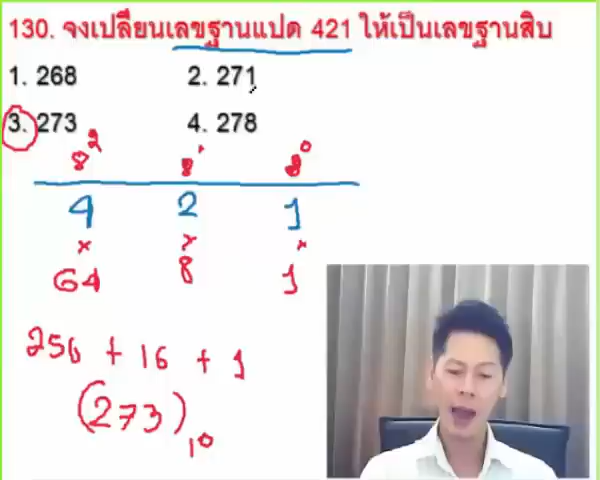 130. จงเปลี่ยนเลขฐานแปด 421 ให้เป็นเลขฐานสิบ
1. 268 2. 271
3. 273 4. 278
8² 8¹ 8⁰
4 2 1
× × ×
64 8 1
256 + 16 + 1
(273)₁₀